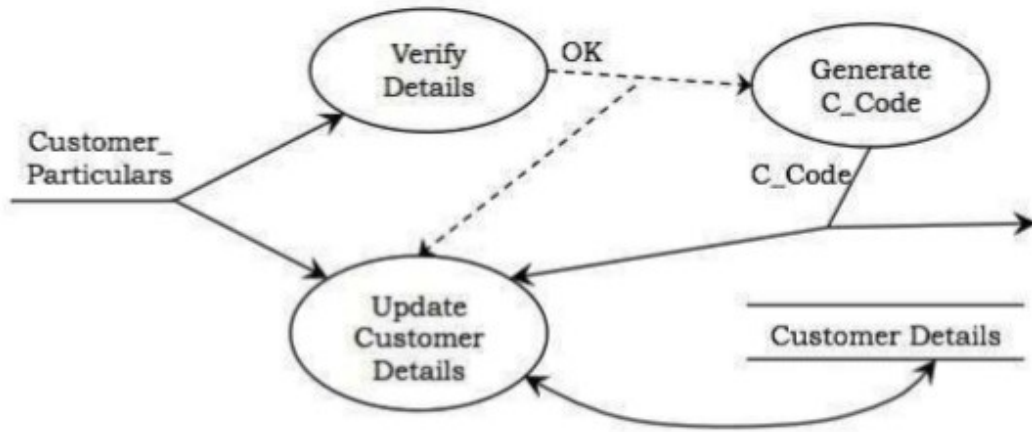 Verify
Details
OK
Generate
C_Code
Customer_
Particulars
C_Code
Update
Customer
Details
Customer Details